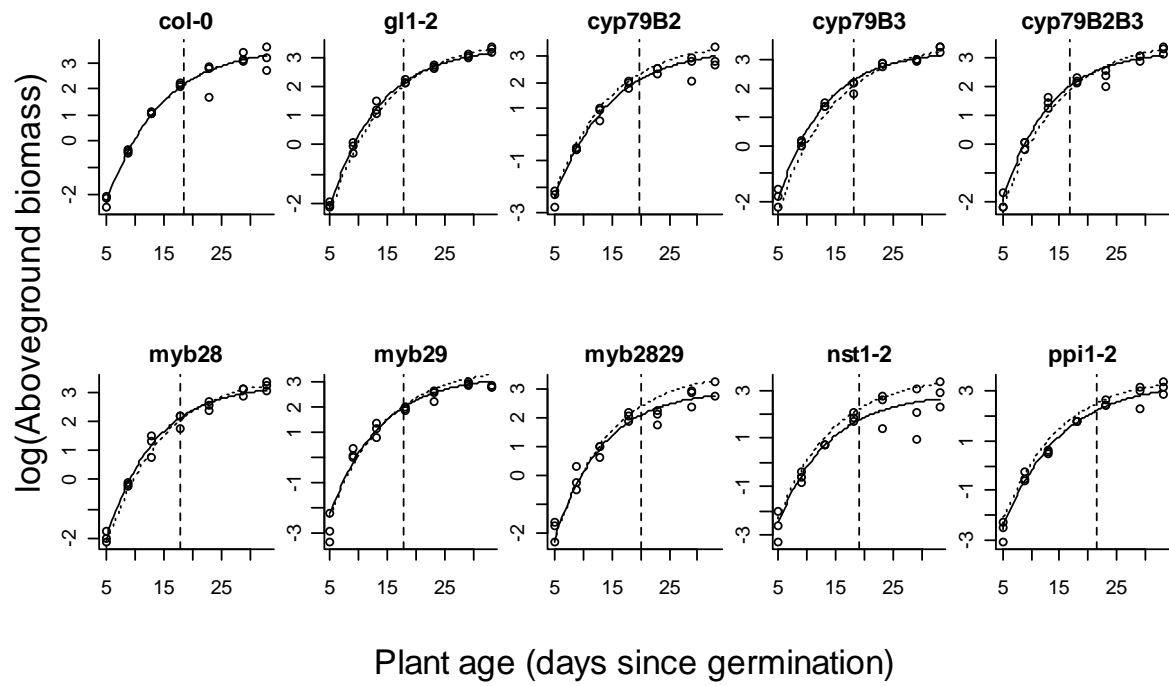 col-0 gl1-2 cyp79B2 cyp79B3 cyp79B2B3
-2 0 2 3
5 15 25
-2 0 1 2 3
5 15 25
-3 -1 0 1 2 3
5 15 25
-2 0 1 2 3
5 15 25
-2 0 1 2 3
5 15 25
log(Aboveground biomass)
myb28 myb29 myb2829 nst1-2 ppi1-2
-2 0 1 2 3
5 15 25
-3 -1 1 2 3
5 15 25
-2 0 1 2 3
5 15 25
-3 -1 1 2 3
5 15 25
-3 -1 1 2 3
5 15 25
Plant age (days since germination)